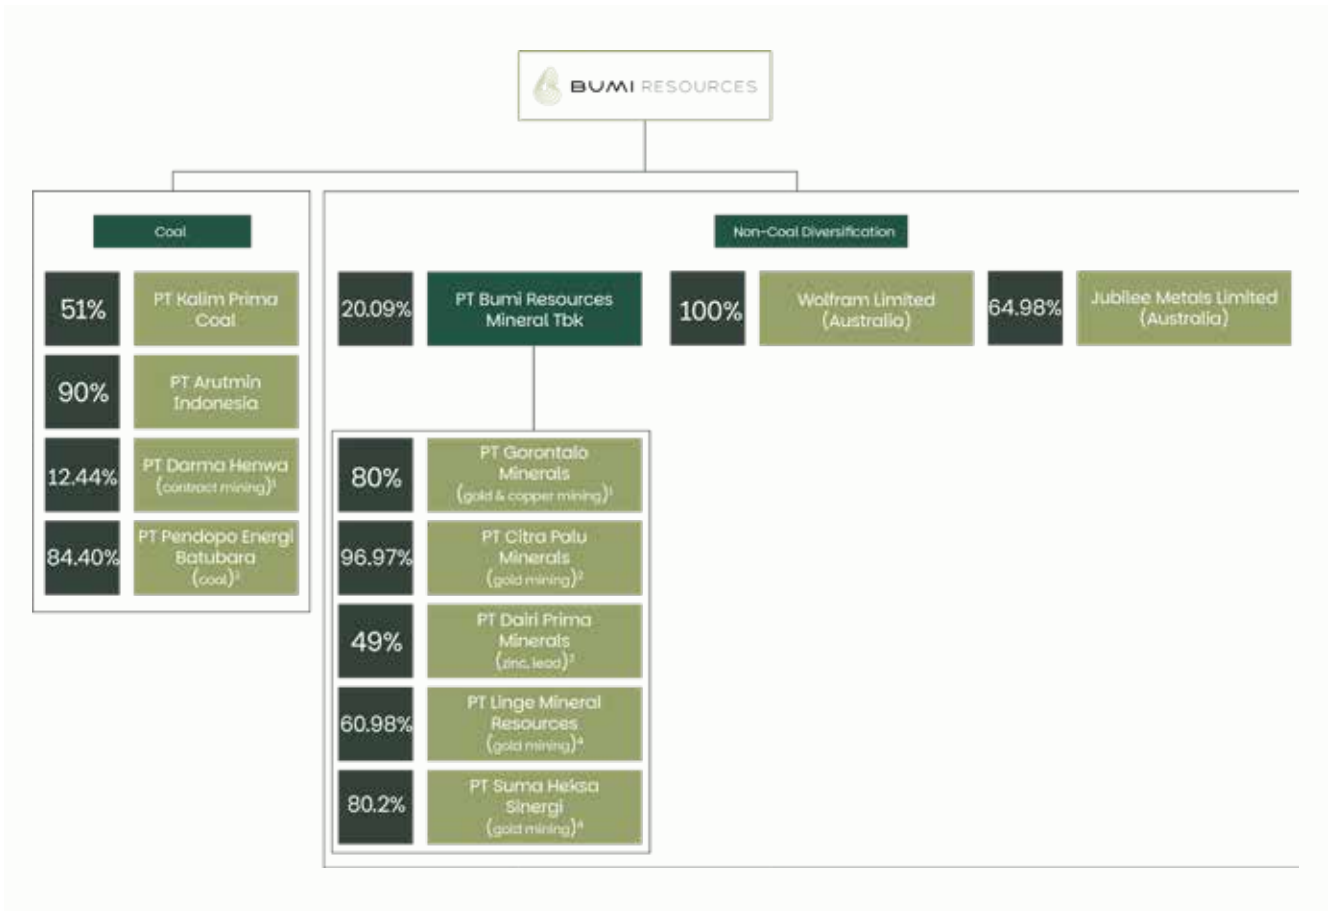 BUMI RESOURCES
Coal
51%
PT Kalim Prima
Coal
90%
PT Arutmin
Indonesia
12.44%
PT Darma Henwa
(contract mining)¹
84.40%
PT Pendopo Energi
Batubara
(coal)²
Non-Coal Diversification
20.09%
PT Bumi Resources
Mineral Tbk
100%
Wolfram Limited
(Australia)
64.98%
Jubilee Metals Limited
(Australia)
80%
PT Gorontalo
Minerals
(gold & copper mining)¹
96.97%
PT Citra Palu
Minerals
(gold mining)²
49%
PT Dairi Prima
Minerals
(zinc, lead)³
60.98%
PT Linge Mineral
Resources
(gold mining)⁴
80.2%
PT Suma Heksa
Sinergi
(gold mining)⁴